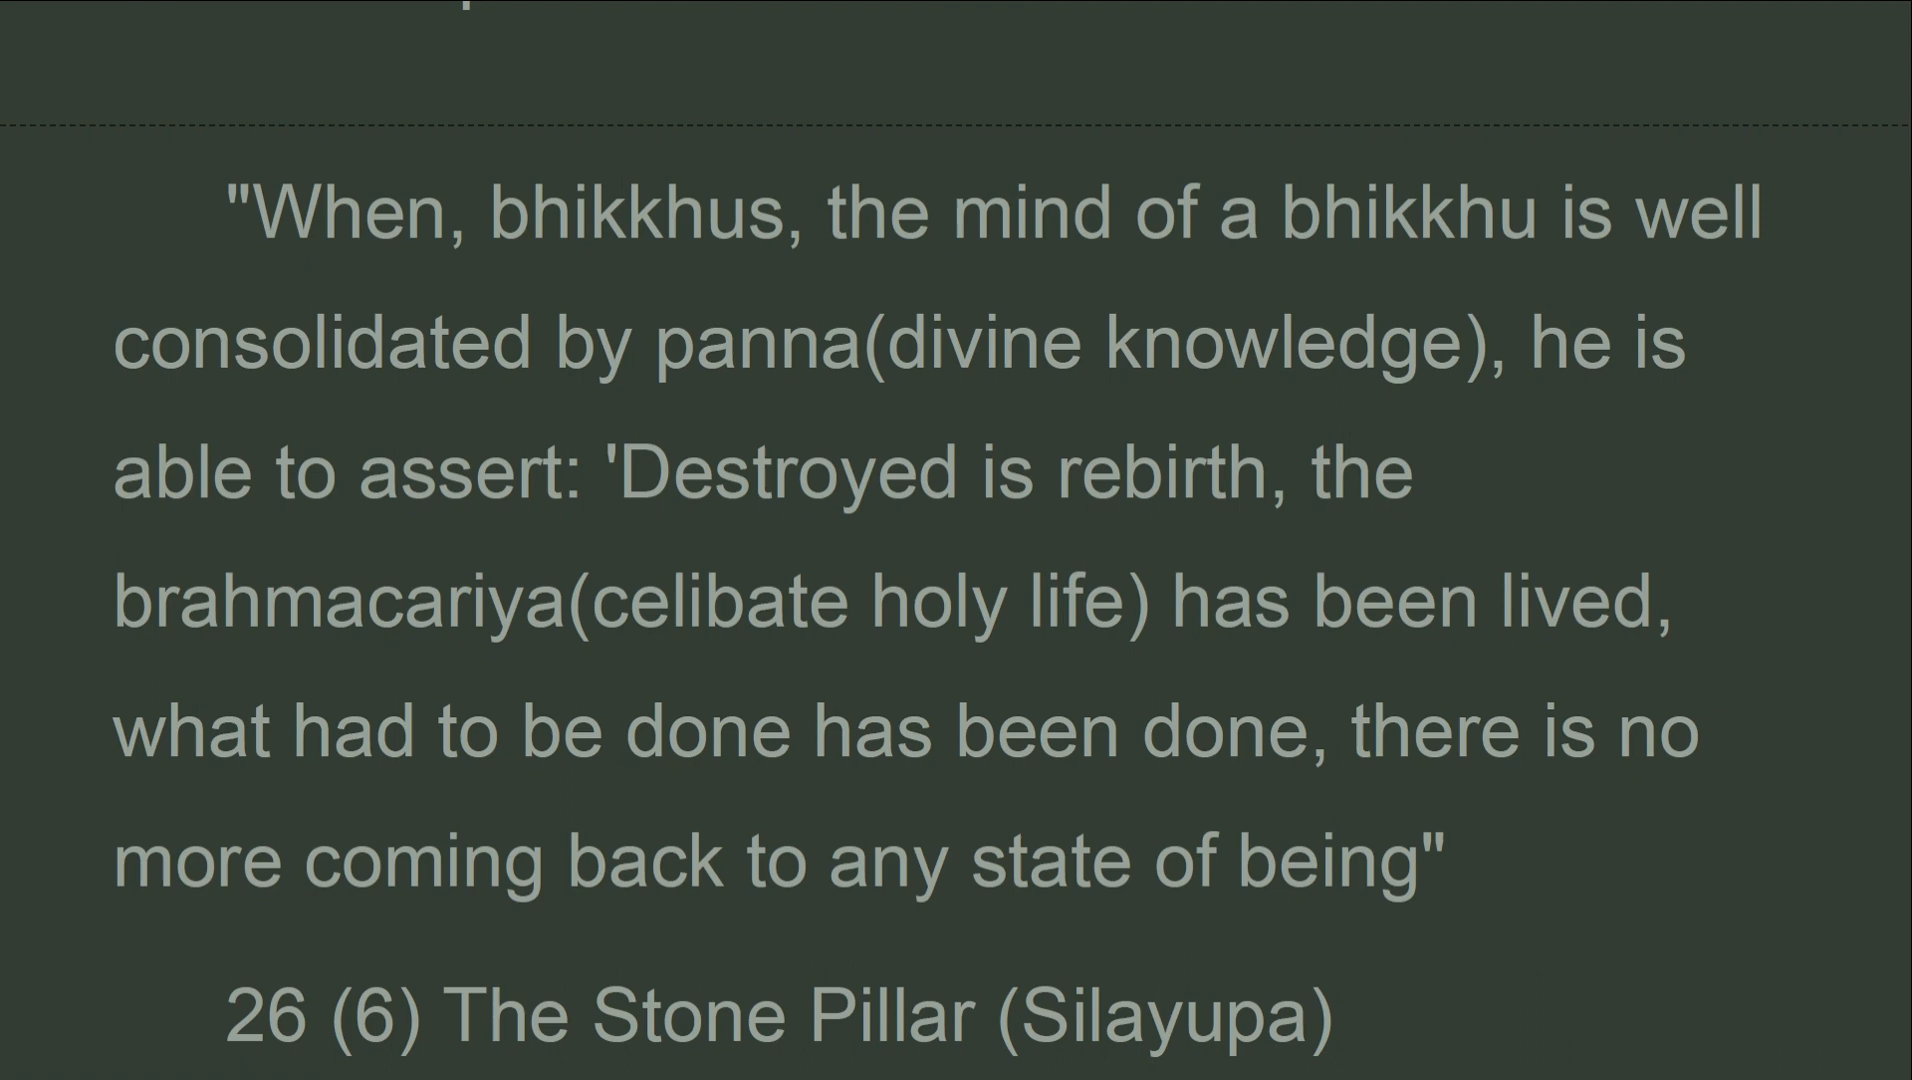 "When, bhikkhus, the mind of a bhikkhu is well
consolidated by panna(divine knowledge), he is
able to assert: 'Destroyed is rebirth, the
brahmacariya(celibate holy life) has been lived,
what had to be done has been done, there is no
more coming back to any state of being"
26 (6) The Stone Pillar (Silayupa)